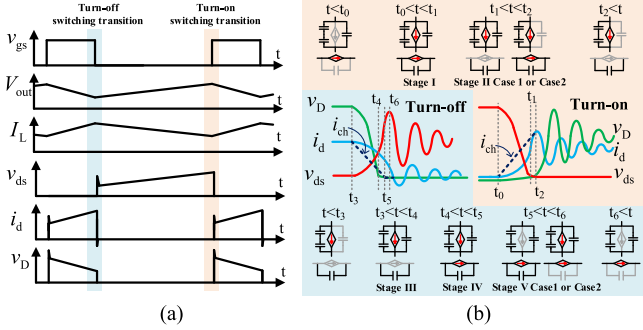 Turn-off
switching transition
Turn-on
switching transition
v_gs
t
V_out
t
I_L
t
v_ds
t
i_d
t
v_D
t
(a)
t<t_0
t_0<t<t_1
t_1<t<t_2
t_2<t
Stage I
Stage II Case 1 or Case2
v_D
i_d
v_ds
i_ch
t_4
t_6
t_3
t_5
Turn-off
i_ch
t_1
t_0
t_2
Turn-on
v_D
i_d
v_ds
t<t_3
t_3<t<t_4
t_4<t<t_5
t_5<t<t_6
t_6<t
Stage III
Stage IV
Stage V Case1 or Case2
(b)